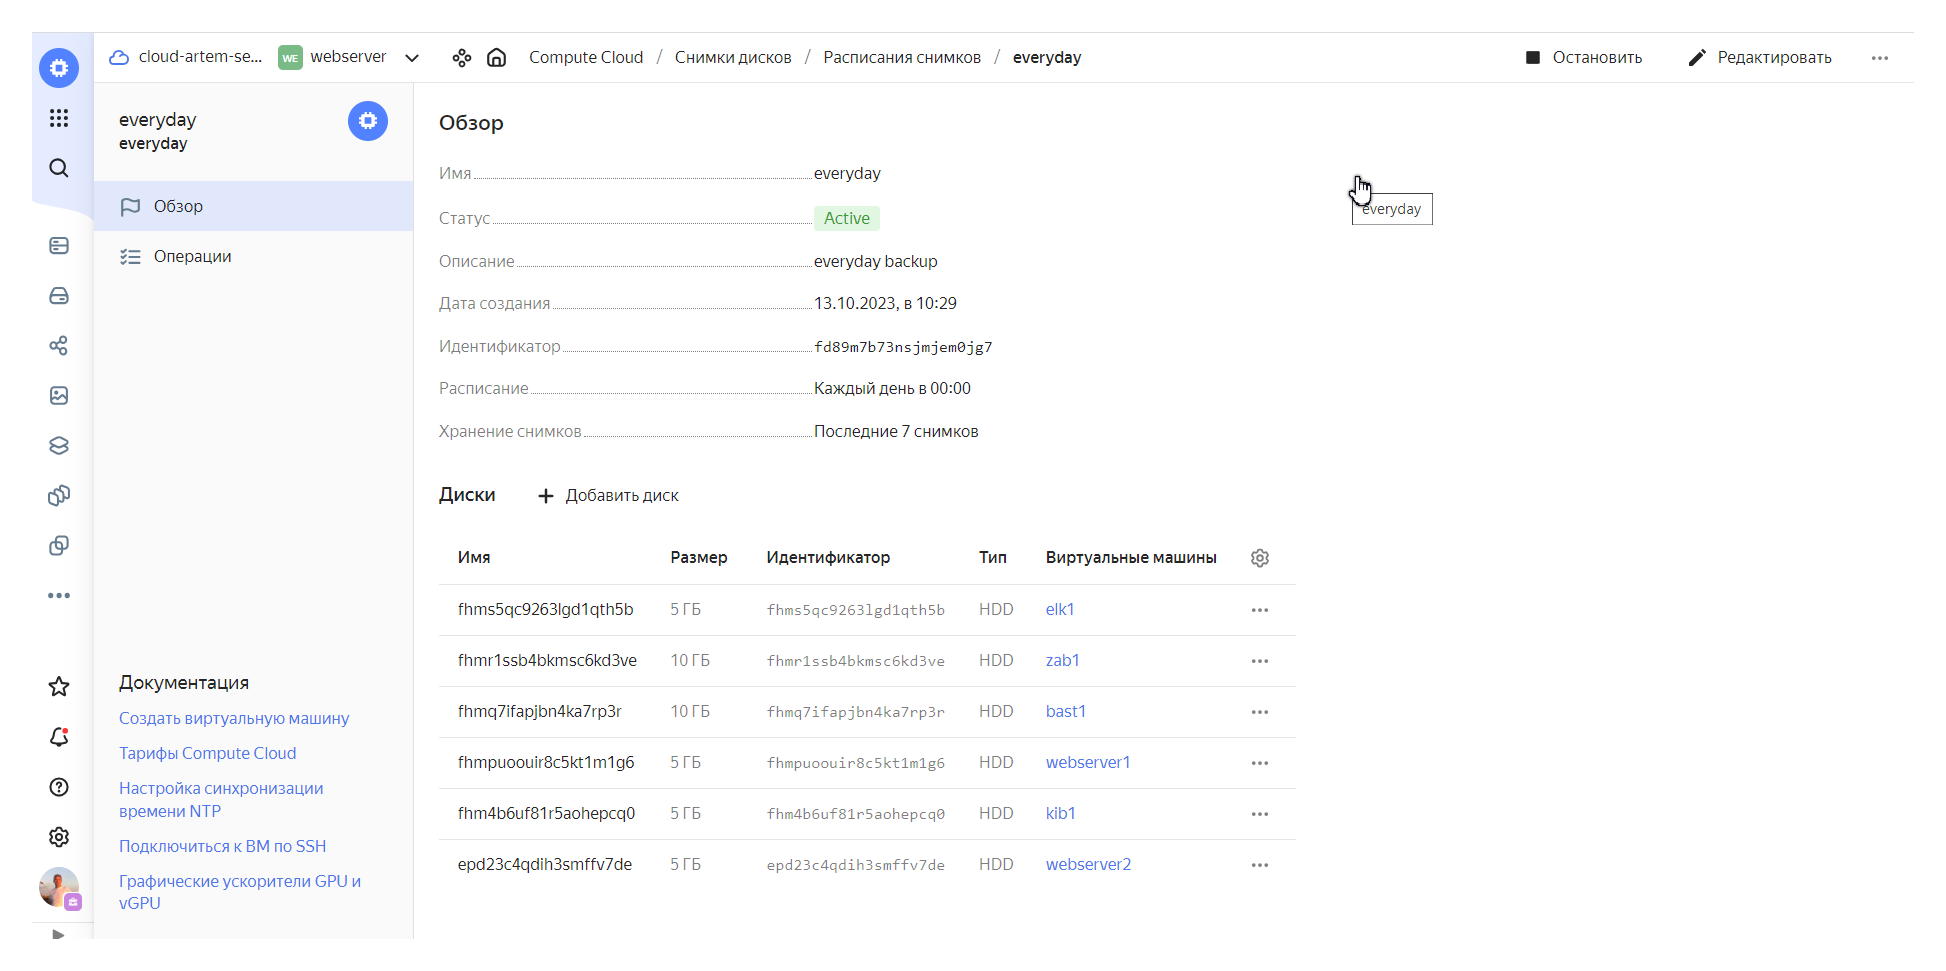 cloud-artem-se... WE webserver Compute Cloud / Снимки дисков / Расписания снимков / everyday Остановить Редактировать
everyday
everyday
Обзор
Операции
Документация
Создать виртуальную машину
Тарифы Compute Cloud
Настройка синхронизации
времени NTP
Подключиться к ВМ по SSH
Графические ускорители GPU и
vGPU
Обзор
Имя everyday
Статус Active
Описание everyday backup
Дата создания 13.10.2023, в 10:29
Идентификатор fd89m7b73nsjmjem0jg7
Расписание Каждый день в 00:00
Хранение снимков Последние 7 снимков
everyday
Диски + Добавить диск
Имя Размер Идентификатор Тип Виртуальные машины
fhms5qc9263lgd1qth5b 5 ГБ fhms5qc9263lgd1qth5b HDD elk1
fhmr1ssb4bkmsc6kd3ve 10 ГБ fhmr1ssb4bkmsc6kd3ve HDD zab1
fhmq7ifapjbn4ka7rp3r 10 ГБ fhmq7ifapjbn4ka7rp3r HDD bast1
fhmpuoouir8c5kt1m1g6 5 ГБ fhmpuoouir8c5kt1m1g6 HDD webserver1
fhm4b6uf81r5aohepcq0 5 ГБ fhm4b6uf81r5aohepcq0 HDD kib1
epd23c4qdih3smffv7de 5 ГБ epd23c4qdih3smffv7de HDD webserver2